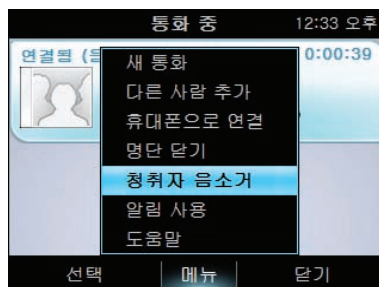 통화 중 12:33 오후
연결됨 (음 0:00:39
새 통화
다른 사람 추가
휴대폰으로 연결
명단 닫기
청취자 음소거
알림 사용
도움말
선택 메뉴 닫기